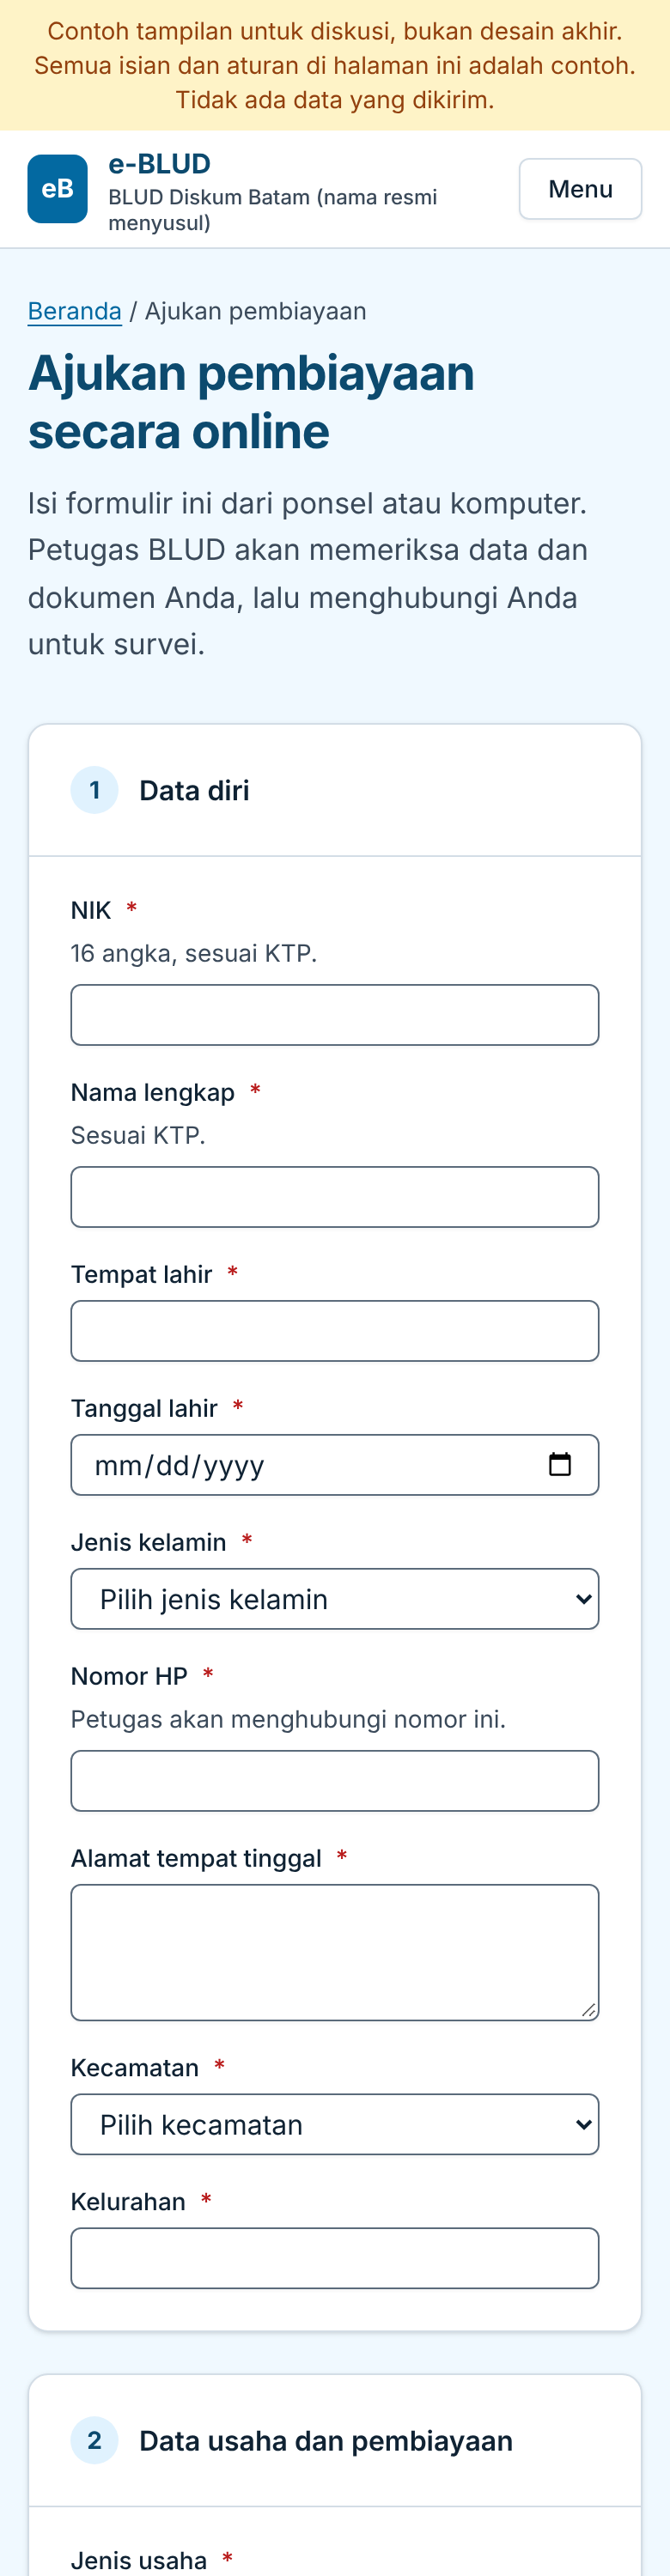 Contoh tampilan untuk diskusi, bukan desain akhir.
Semua isian dan aturan di halaman ini adalah contoh.
Tidak ada data yang dikirim.
eB
e-BLUD
BLUD Diskum Batam (nama resmi
menyusul)
Menu
Beranda / Ajukan pembiayaan
Ajukan pembiayaan
secara online
Isi formulir ini dari ponsel atau komputer.
Petugas BLUD akan memeriksa data dan
dokumen Anda, lalu menghubungi Anda
untuk survei.
1 Data diri
NIK *
16 angka, sesuai KTP.
Nama lengkap *
Sesuai KTP.
Tempat lahir *
Tanggal lahir *
mm/dd/yyyy
Jenis kelamin *
Pilih jenis kelamin
Nomor HP *
Petugas akan menghubungi nomor ini.
Alamat tempat tinggal *
Kecamatan *
Pilih kecamatan
Kelurahan *
2 Data usaha dan pembiayaan
Jenis usaha *